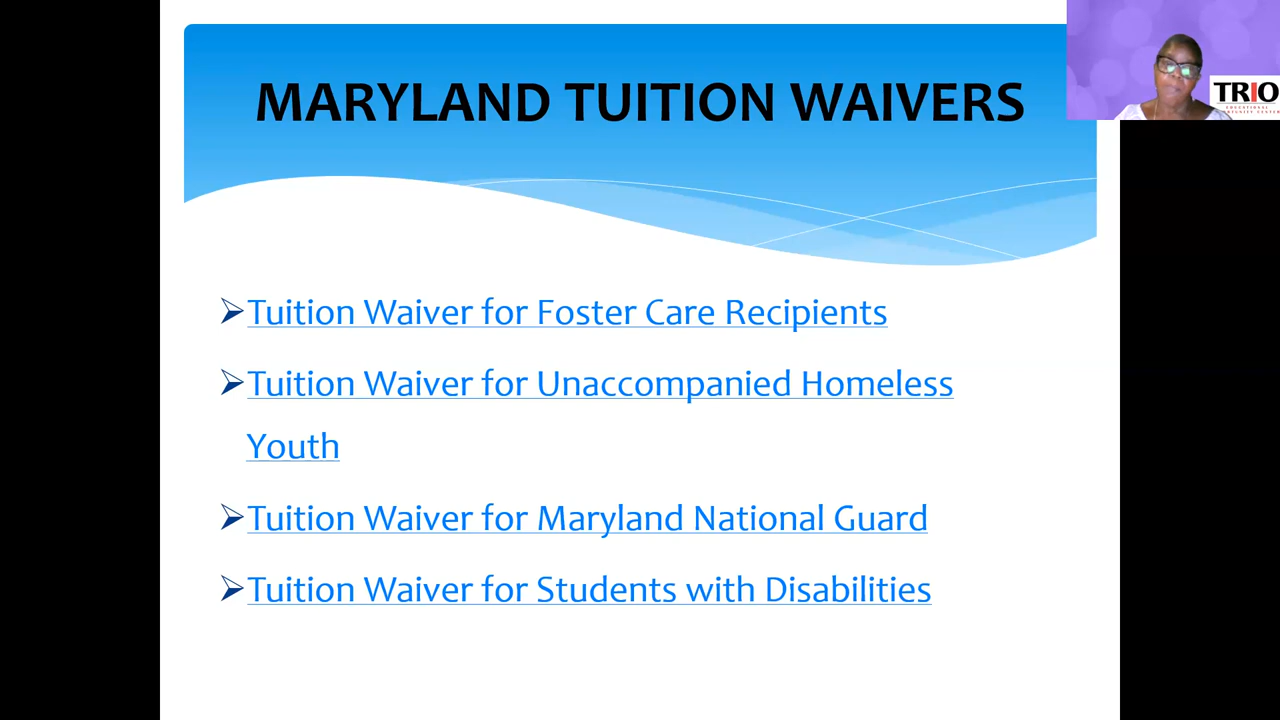 MARYLAND TUITION WAIVERS
TRIO
EDUCATIONAL
Tuition Waiver for Foster Care Recipients
Tuition Waiver for Unaccompanied Homeless
Youth
Tuition Waiver for Maryland National Guard
Tuition Waiver for Students with Disabilities